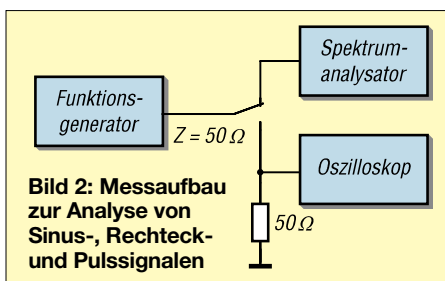 Spektrum-
analysator
Funktions-
generator
Z = 50 Ω
Oszilloskop
50 Ω
Bild 2: Messaufbau
zur Analyse von
Sinus-, Rechteck-
und Pulssignalen